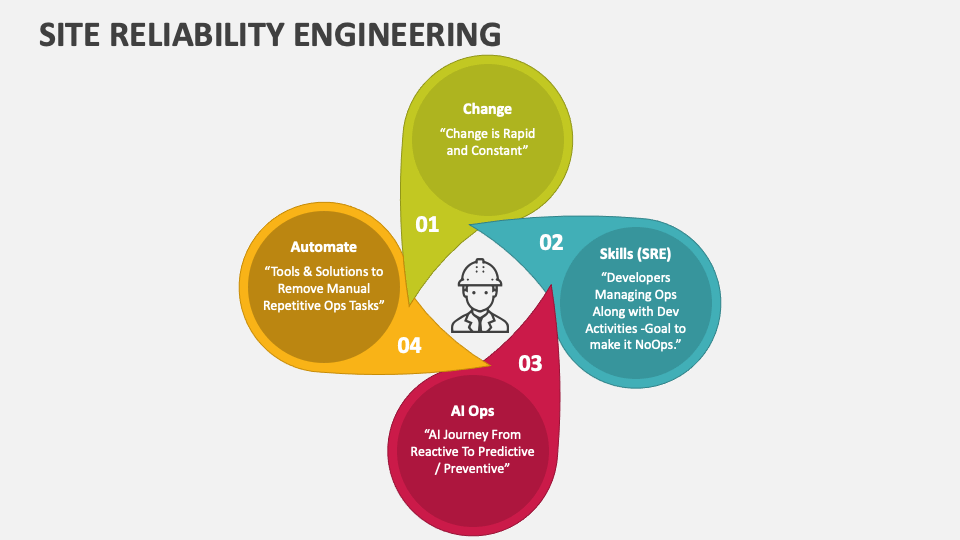 SITE RELIABILITY ENGINEERING
Change
“Change is Rapid
and Constant”
01
02
Skills (SRE)
“Developers
Managing Ops
Along with Dev
Activities -Goal to
make it NoOps.”
03
AI Ops
“AI Journey From
Reactive To Predictive
/ Preventive”
04
Automate
“Tools & Solutions to
Remove Manual
Repetitive Ops Tasks”